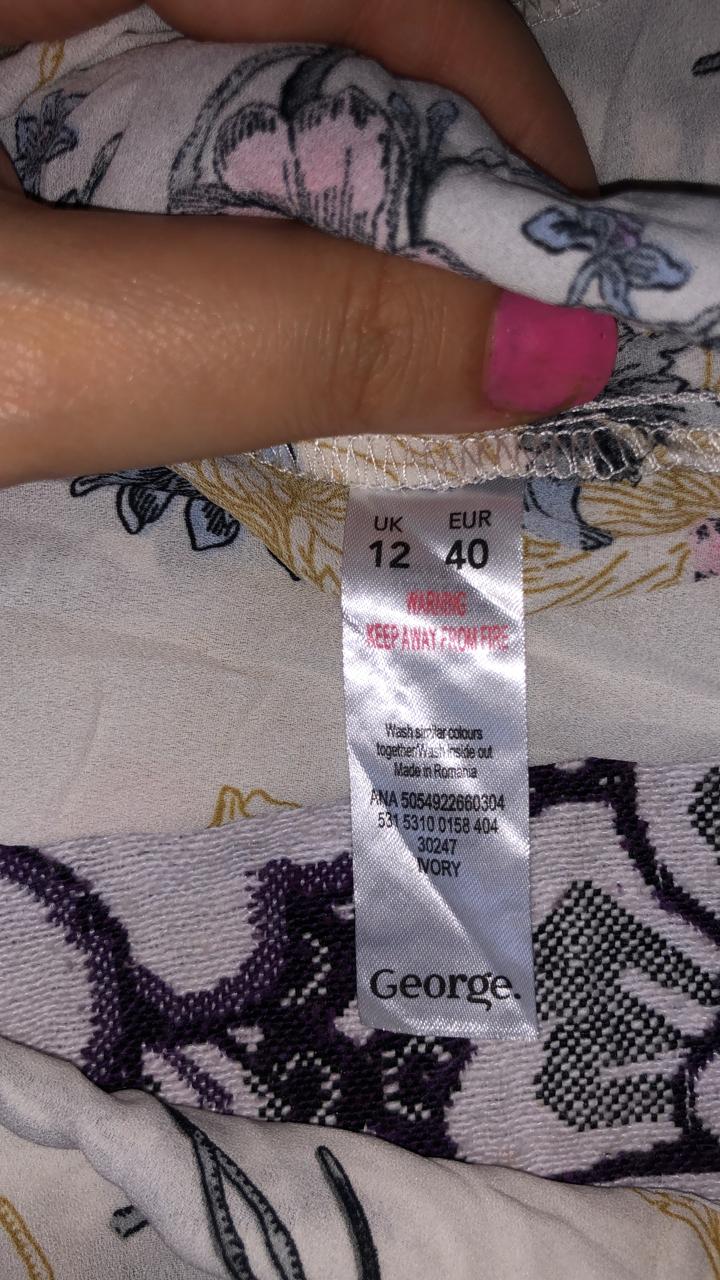 UK EUR
12 40
WARNING
KEEP AWAY FROM FIRE
Wash similar colours
together Wash inside out
Made in Romania
ANA 5054922660304
531 5310 0158 404
30247
IVORY
George.